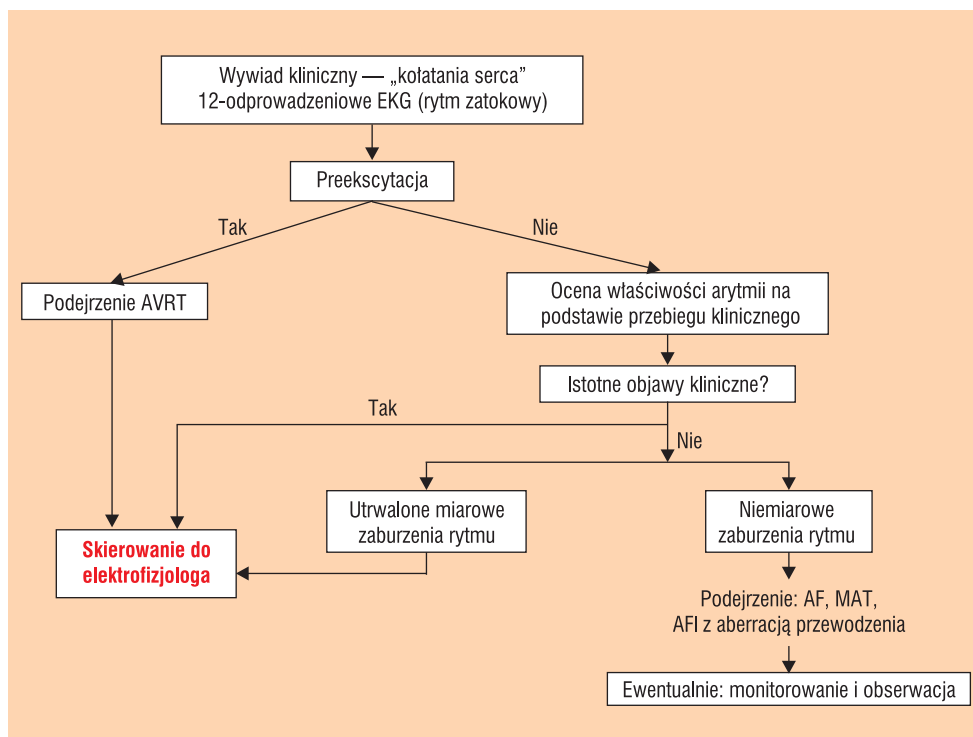 Wywiad kliniczny — „kołatania serca”
12-odprowadzeniowe EKG (rytm zatokowy)
Preekscytacja
Tak
Nie
Podejrzenie AVRT
Ocena właściwości arytmii na
podstawie przebiegu klinicznego
Istotne objawy kliniczne?
Tak
Nie
Utrwalone miarowe
zaburzenia rytmu
Niemiarowe
zaburzenia rytmu
Skierowanie do
elektrofizjologa
Podejrzenie: AF, MAT,
AFl z aberracją przewodzenia
Ewentualnie: monitorowanie i obserwacja